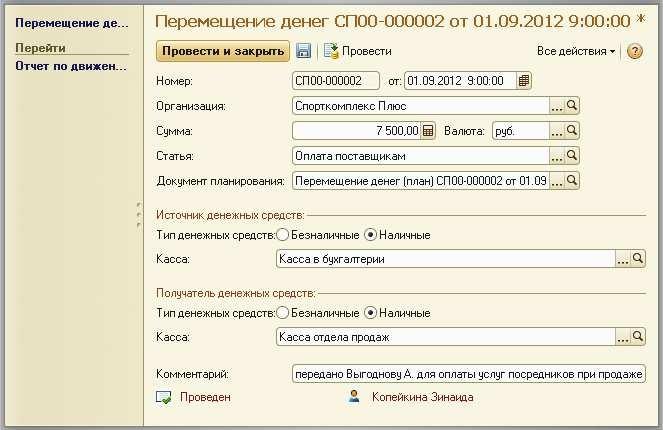 Перемещение де...
Перейти
Отчет по движен...
Перемещение денег СП00-000002 от 01.09.2012 9:00:00 *
Провести и закрыть Провести Все действия ?
Номер: СП00-000002 от: 01.09.2012 9:00:00
Организация: Спорткомплекс Плюс ...
Сумма: 7 500,00 Валюта: руб. ...
Статья: Оплата поставщикам ...
Документ планирования: Перемещение денег (план) СП00-000002 от 01.09 ...
Источник денежных средств:
Тип денежных средств: Безналичные Наличные
Касса: Касса в бухгалтерии ...
Получатель денежных средств:
Тип денежных средств: Безналичные Наличные
Касса: Касса отдела продаж ...
Комментарий: передано Выгоднову А. для оплаты услуг посредников при продаже
Проведен Копейкина Зинаида